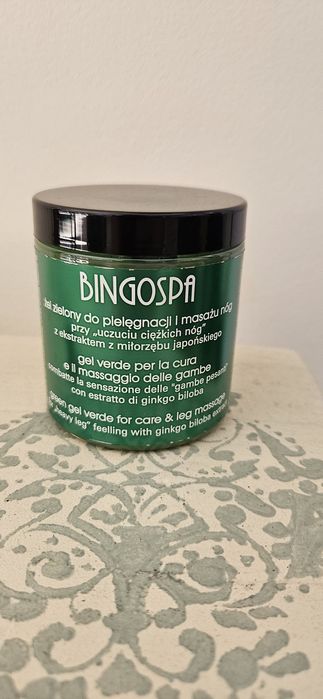 BINGOSPA
żel zielony do pielęgnacji i masażu nóg
przy „uczuciu ciężkich nóg”
z ekstraktem z miłorzębu japońskiego
gel verde per la cura
e il massaggio delle gambe
combatte la sensazione delle "gambe pesanti"
con estratto di ginkgo biloba
green gel verde for care & leg massage
"heavy leg" feelling with ginkgo biloba extract